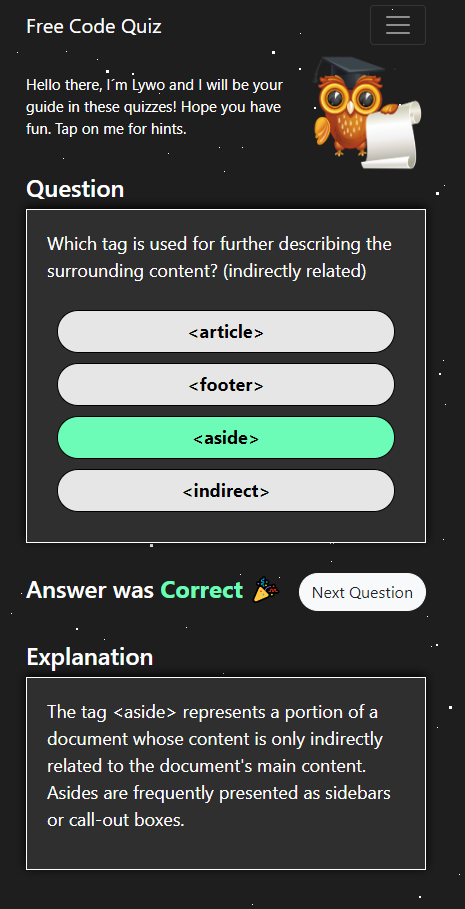 Free Code Quiz
Hello there, I´m Lywo and I will be your
guide in these quizzes! Hope you have
fun. Tap on me for hints.
Question
Which tag is used for further describing the
surrounding content? (indirectly related)
<article>
<footer>
<aside>
<indirect>
Answer was Correct 🎉
Next Question
Explanation
The tag <aside> represents a portion of a
document whose content is only indirectly
related to the document's main content.
Asides are frequently presented as sidebars
or call-out boxes.